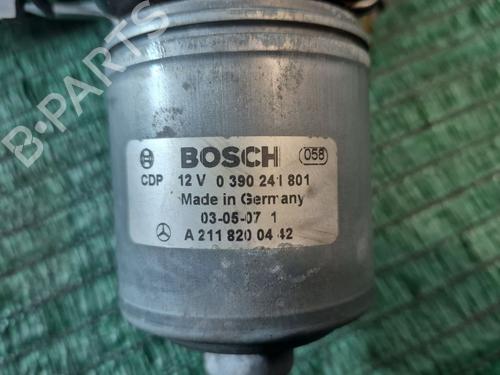 B-Parts
BOSCH 058
CDP 12 V 0 390 241 801
Made in Germany
03-05-07 1
A 211 820 04 42